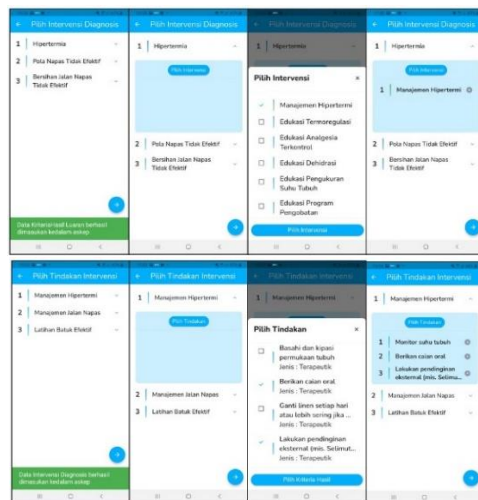 Pilih Intervensi Diagnosis
1 Hipertermia
2 Pola Napas Tidak Efektif
3 Bersihan Jalan Napas
Tidak Efektif
Data Kriteriahasil Luaran berhasil
dimasukan kedalam askep
Pilih Intervensi Diagnosis
1 Hipertermia
Pilih Intervensi
2 Pola Napas Tidak Efektif
3 Bersihan Jalan Napas
Tidak Efektif
Pilih Intervensi Diagnosis
1 Hipertermia
Pilih Intervensi
Manajemen Hipertermi
Edukasi Termoregulasi
Edukasi Analgesia
Terkontrol
Edukasi Dehidrasi
Edukasi Pengukuran
Suhu Tubuh
Edukasi Program
Pengobatan
Pilih Intervensi
Pilih Intervensi Diagnosis
1 Hipertermia
Pilih Intervensi
1 Manajemen Hipertermi
2 Pola Napas Tidak Efektif
3 Bersihan Jalan Napas
Tidak Efektif
Pilih Tindakan Intervensi
1 Manajemen Hipertermi
2 Manajemen Jalan Napas
3 Latihan Batuk Efektif
Data Intervensi Diagnosis berhasil
dimasukan kedalam askep
Pilih Tindakan Intervensi
1 Manajemen Hipertermi
Pilih Tindakan
2 Manajemen Jalan Napas
3 Latihan Batuk Efektif
Pilih Tindakan Intervensi
1 Manajemen Hipertermi
Pilih Tindakan
Basahi dan kipasi
permukaan tubuh
Jenis : Terapeutik
Berikan caian oral
Jenis : Terapeutik
Ganti linen setiap hari
atau lebih sering jika ...
Jenis : Terapeutik
Lakukan pendinginan
eksternal (mis. Selimut...
Jenis : Terapeutik
Pilih Kriteria Hasil
Pilih Tindakan Intervensi
1 Manajemen Hipertermi
Pilih Tindakan
1 Monitor suhu tubuh
2 Berikan caian oral
3 Lakukan pendinginan
eksternal (mis. Selimu...
2 Manajemen Jalan Napas
3 Latihan Batuk Efektif